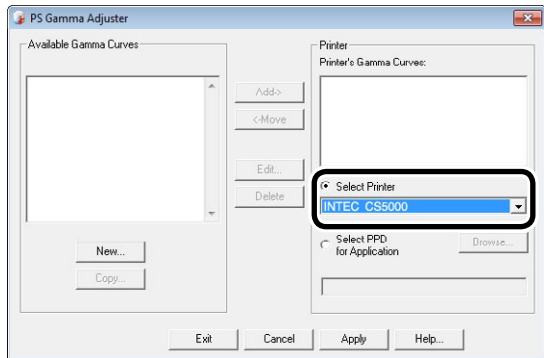 PS Gamma Adjuster
Available Gamma Curves
Add->
<-Move
Edit...
Delete
New...
Copy...
Printer
Printer's Gamma Curves:
Select Printer
INTEC CS5000
Select PPD
for Application
Browse...
Exit
Cancel
Apply
Help...